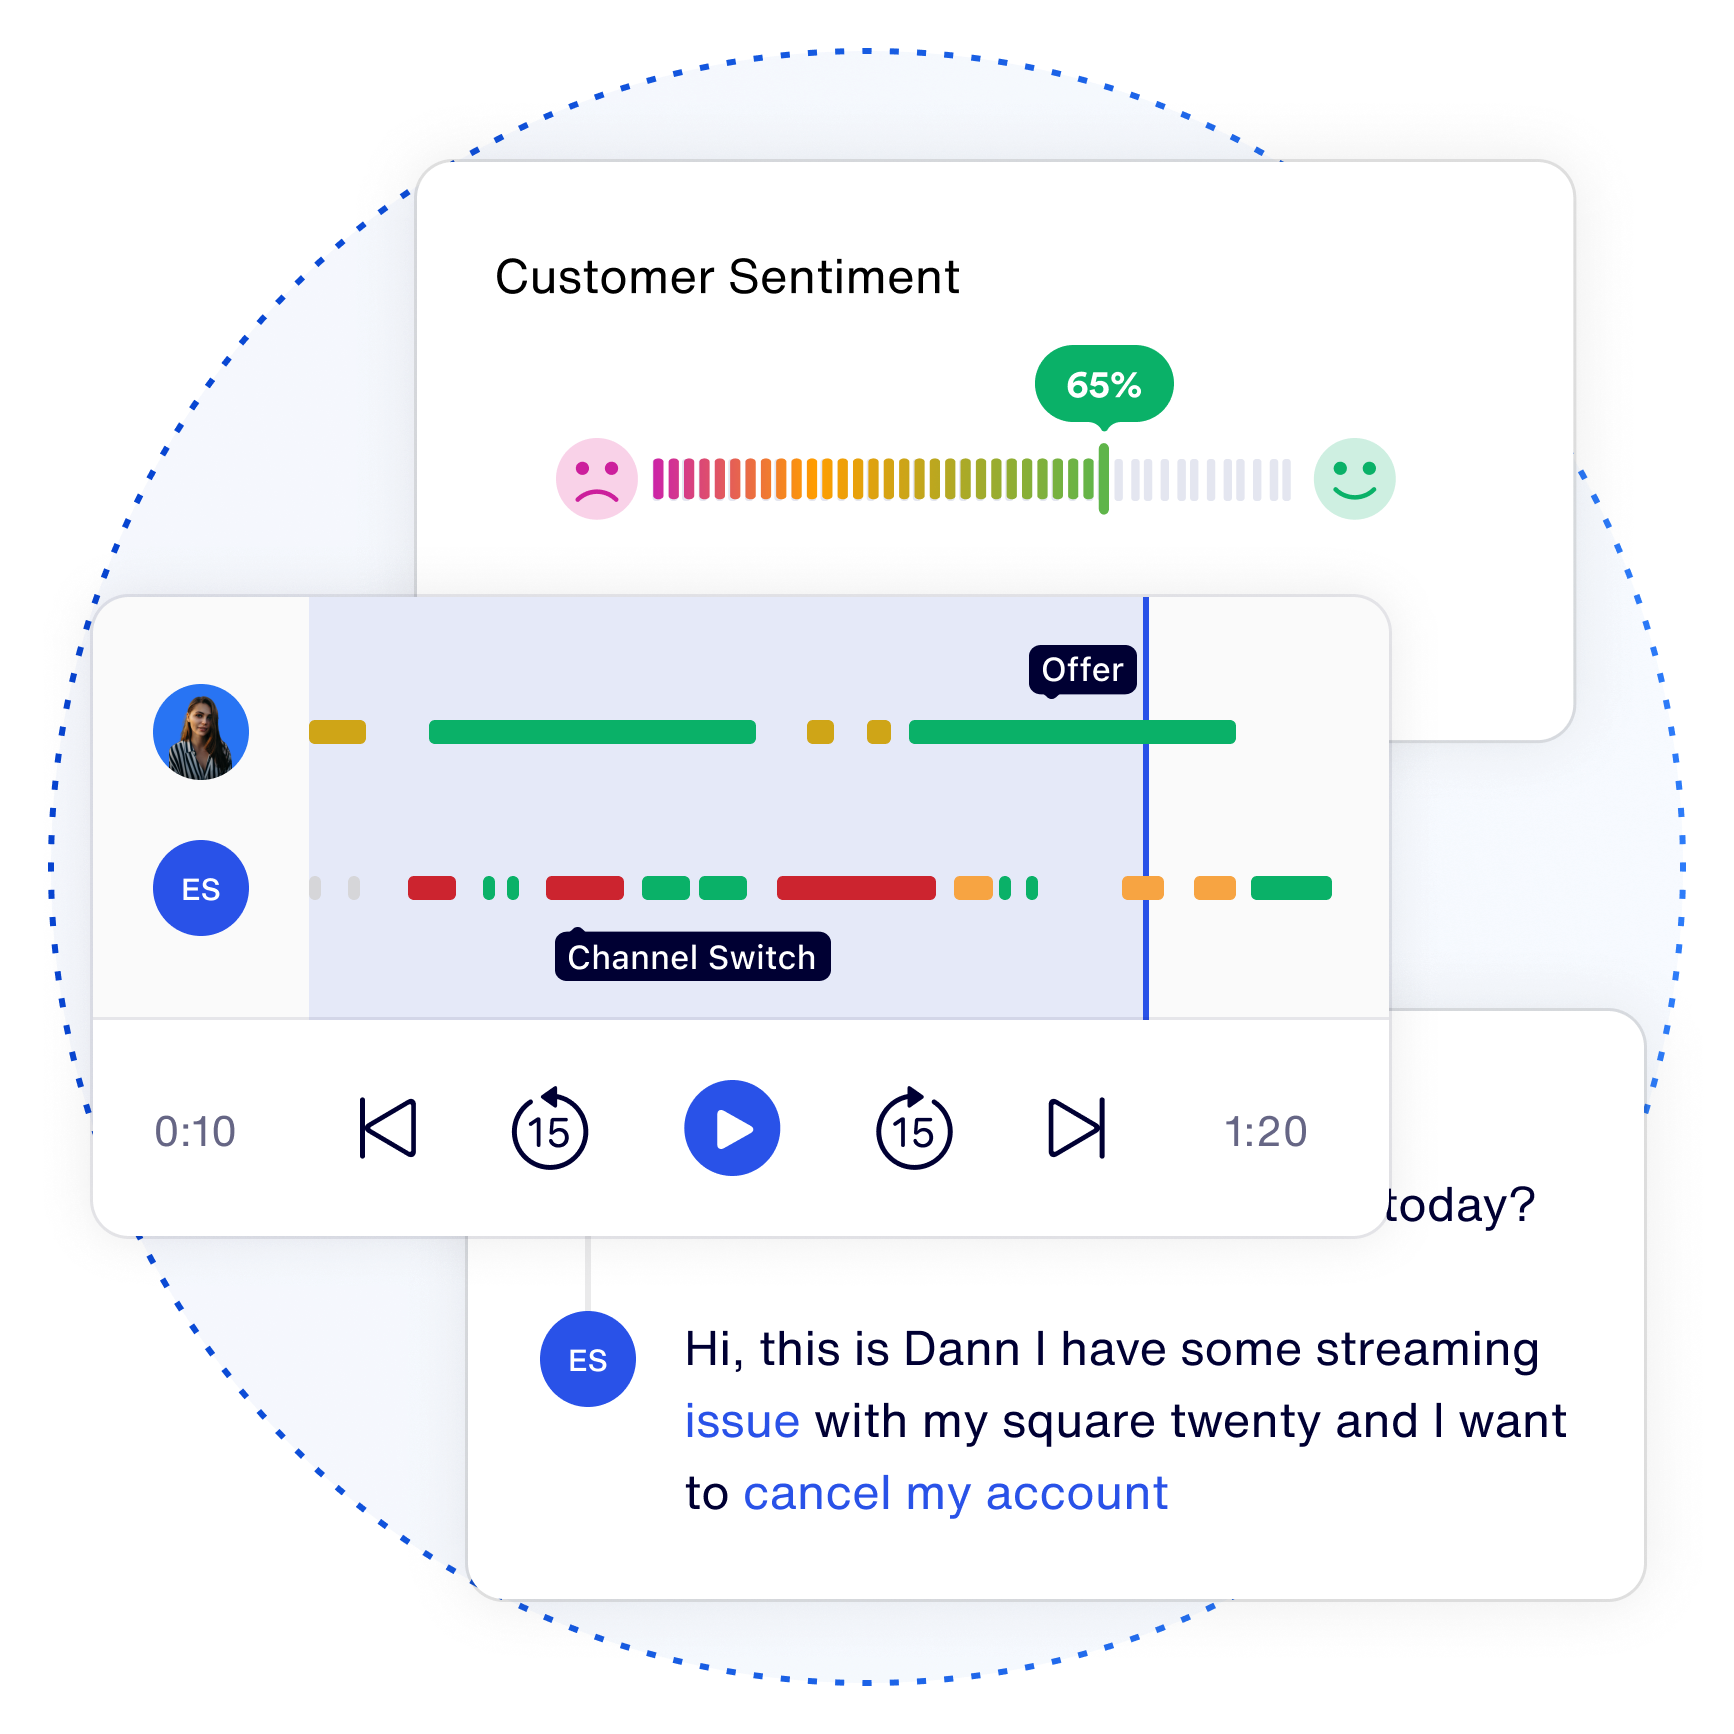 Customer Sentiment
65%
Offer
ES
Channel Switch
0:10
15
15
1:20
today?
ES
Hi, this is Dann I have some streaming
issue with my square twenty and I want
to cancel my account